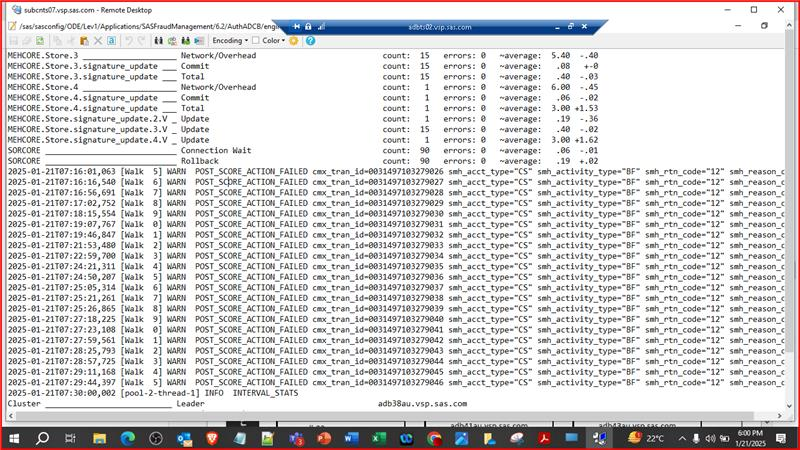 subcnts07.vsp.sas.com - Remote Desktop
/sas/sasconfig/ODE/Lev1/Applications/SASFraudManagement/6.2/AuthADCB/engi
adbts02.vsp.sas.com
Encoding Color
MEHCORE.Store.3 ___ Network/Overhead count: 15 errors: 0 ~average: 5.40 -.40
MEHCORE.Store.3.signature_update ___ Commit count: 15 errors: 0 ~average: .08 +-0
MEHCORE.Store.3.signature_update ___ Total count: 15 errors: 0 ~average: .40 -.03
MEHCORE.Store.4 ___ Network/Overhead count: 1 errors: 0 ~average: 6.00 -.45
MEHCORE.Store.4.signature_update ___ Commit count: 1 errors: 0 ~average: .06 -.02
MEHCORE.Store.4.signature_update ___ Total count: 1 errors: 0 ~average: 3.00 +1.53
MEHCORE.Store.signature_update.2.V _ Update count: 1 errors: 0 ~average: .19 -.36
MEHCORE.Store.signature_update.3.V _ Update count: 15 errors: 0 ~average: .40 -.02
MEHCORE.Store.signature_update.4.V _ Update count: 1 errors: 0 ~average: 3.00 +1.62
SORCORE ___ Connection Wait count: 90 errors: 0 ~average: .06 -.01
SORCORE ___ Rollback count: 90 errors: 0 ~average: .19 +.02
2025-01-21T07:16:01,063 [Walk 5] WARN POST_SCORE_ACTION_FAILED cmx_tran_id=0031497103279026 smh_acct_type="CS" smh_activity_type="BF" smh_rtn_code="12" smh_reason_c
2025-01-21T07:16:16,540 [Walk 6] WARN POST_SCORE_ACTION_FAILED cmx_tran_id=0031497103279027 smh_acct_type="CS" smh_activity_type="BF" smh_rtn_code="12" smh_reason_c
2025-01-21T07:16:56,691 [Walk 7] WARN POST_SCORE_ACTION_FAILED cmx_tran_id=0031497103279028 smh_acct_type="CS" smh_activity_type="BF" smh_rtn_code="12" smh_reason_c
2025-01-21T07:17:02,752 [Walk 8] WARN POST_SCORE_ACTION_FAILED cmx_tran_id=0031497103279029 smh_acct_type="CS" smh_activity_type="BF" smh_rtn_code="12" smh_reason_c
2025-01-21T07:18:15,554 [Walk 9] WARN POST_SCORE_ACTION_FAILED cmx_tran_id=0031497103279030 smh_acct_type="CS" smh_activity_type="BF" smh_rtn_code="12" smh_reason_c
2025-01-21T07:19:07,767 [Walk 0] WARN POST_SCORE_ACTION_FAILED cmx_tran_id=0031497103279031 smh_acct_type="CS" smh_activity_type="BF" smh_rtn_code="12" smh_reason_c
2025-01-21T07:19:46,847 [Walk 1] WARN POST_SCORE_ACTION_FAILED cmx_tran_id=0031497103279032 smh_acct_type="CS" smh_activity_type="BF" smh_rtn_code="12" smh_reason_c
2025-01-21T07:21:53,480 [Walk 2] WARN POST_SCORE_ACTION_FAILED cmx_tran_id=0031497103279033 smh_acct_type="CS" smh_activity_type="BF" smh_rtn_code="12" smh_reason_c
2025-01-21T07:22:59,700 [Walk 3] WARN POST_SCORE_ACTION_FAILED cmx_tran_id=0031497103279034 smh_acct_type="CS" smh_activity_type="BF" smh_rtn_code="12" smh_reason_c
2025-01-21T07:24:21,311 [Walk 4] WARN POST_SCORE_ACTION_FAILED cmx_tran_id=0031497103279035 smh_acct_type="CS" smh_activity_type="BF" smh_rtn_code="12" smh_reason_c
2025-01-21T07:24:50,207 [Walk 5] WARN POST_SCORE_ACTION_FAILED cmx_tran_id=0031497103279036 smh_acct_type="CS" smh_activity_type="BF" smh_rtn_code="12" smh_reason_c
2025-01-21T07:25:05,314 [Walk 6] WARN POST_SCORE_ACTION_FAILED cmx_tran_id=0031497103279037 smh_acct_type="CS" smh_activity_type="BF" smh_rtn_code="12" smh_reason_c
2025-01-21T07:25:21,261 [Walk 7] WARN POST_SCORE_ACTION_FAILED cmx_tran_id=0031497103279038 smh_acct_type="CS" smh_activity_type="BF" smh_rtn_code="12" smh_reason_c
2025-01-21T07:25:26,865 [Walk 8] WARN POST_SCORE_ACTION_FAILED cmx_tran_id=0031497103279039 smh_acct_type="CS" smh_activity_type="BF" smh_rtn_code="12" smh_reason_c
2025-01-21T07:27:18,225 [Walk 9] WARN POST_SCORE_ACTION_FAILED cmx_tran_id=0031497103279040 smh_acct_type="CS" smh_activity_type="BF" smh_rtn_code="12" smh_reason_c
2025-01-21T07:27:23,108 [Walk 0] WARN POST_SCORE_ACTION_FAILED cmx_tran_id=0031497103279041 smh_acct_type="CS" smh_activity_type="BF" smh_rtn_code="12" smh_reason_c
2025-01-21T07:27:59,561 [Walk 1] WARN POST_SCORE_ACTION_FAILED cmx_tran_id=0031497103279042 smh_acct_type="CS" smh_activity_type="BF" smh_rtn_code="12" smh_reason_c
2025-01-21T07:28:25,793 [Walk 2] WARN POST_SCORE_ACTION_FAILED cmx_tran_id=0031497103279043 smh_acct_type="CS" smh_activity_type="BF" smh_rtn_code="12" smh_reason_c
2025-01-21T07:28:57,725 [Walk 3] WARN POST_SCORE_ACTION_FAILED cmx_tran_id=0031497103279044 smh_acct_type="CS" smh_activity_type="BF" smh_rtn_code="12" smh_reason_c
2025-01-21T07:29:11,168 [Walk 4] WARN POST_SCORE_ACTION_FAILED cmx_tran_id=0031497103279045 smh_acct_type="CS" smh_activity_type="BF" smh_rtn_code="12" smh_reason_c
2025-01-21T07:29:44,397 [Walk 5] WARN POST_SCORE_ACTION_FAILED cmx_tran_id=0031497103279046 smh_acct_type="CS" smh_activity_type="BF" smh_rtn_code="12" smh_reason_c
2025-01-21T07:30:00,002 [pool-2-thread-1] INFO INTERVAL_STATS
Cluster ___ Leader adb38au.vsp.sas.com
22°C
6:00 PM
1/21/2025